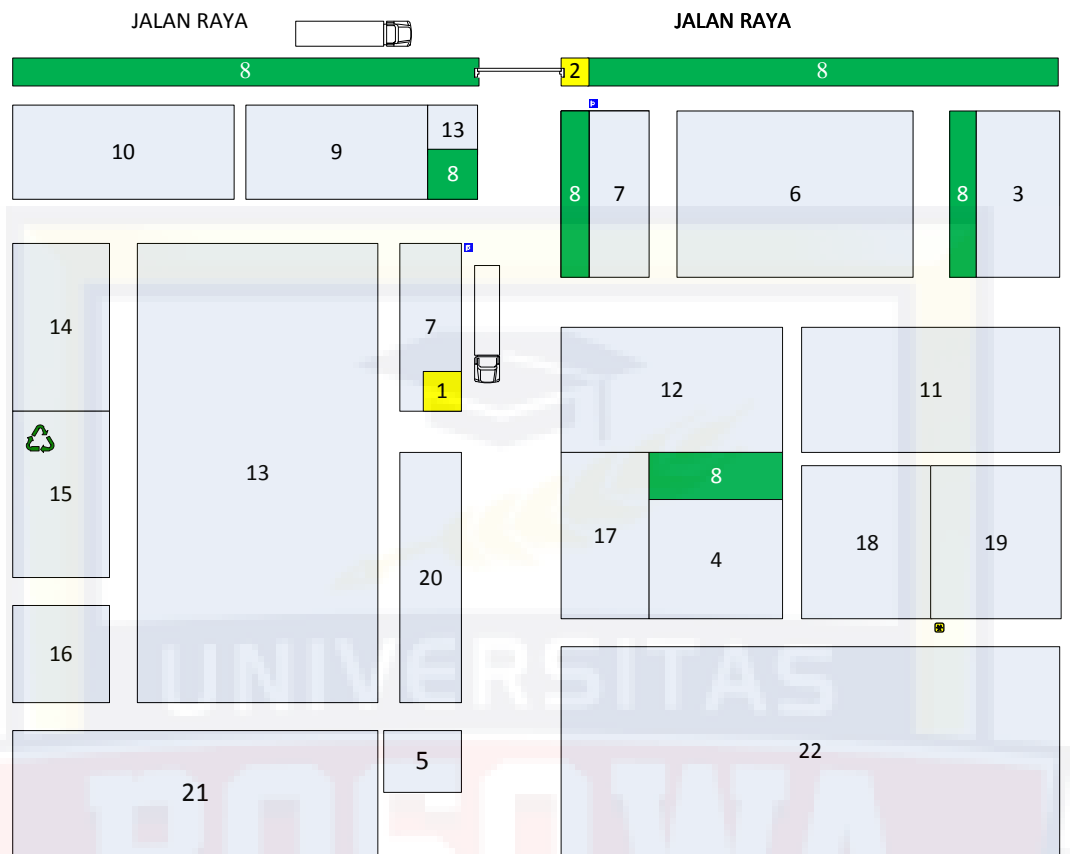 JALAN RAYA JALAN RAYA
8 2 8
10 9 13 8 8 7 6 8 3
P
P
14 13 7 1 12 11
15 20 17 8 4 18 19
16
UNIVERSITAS
21 5 22
BOSOWA